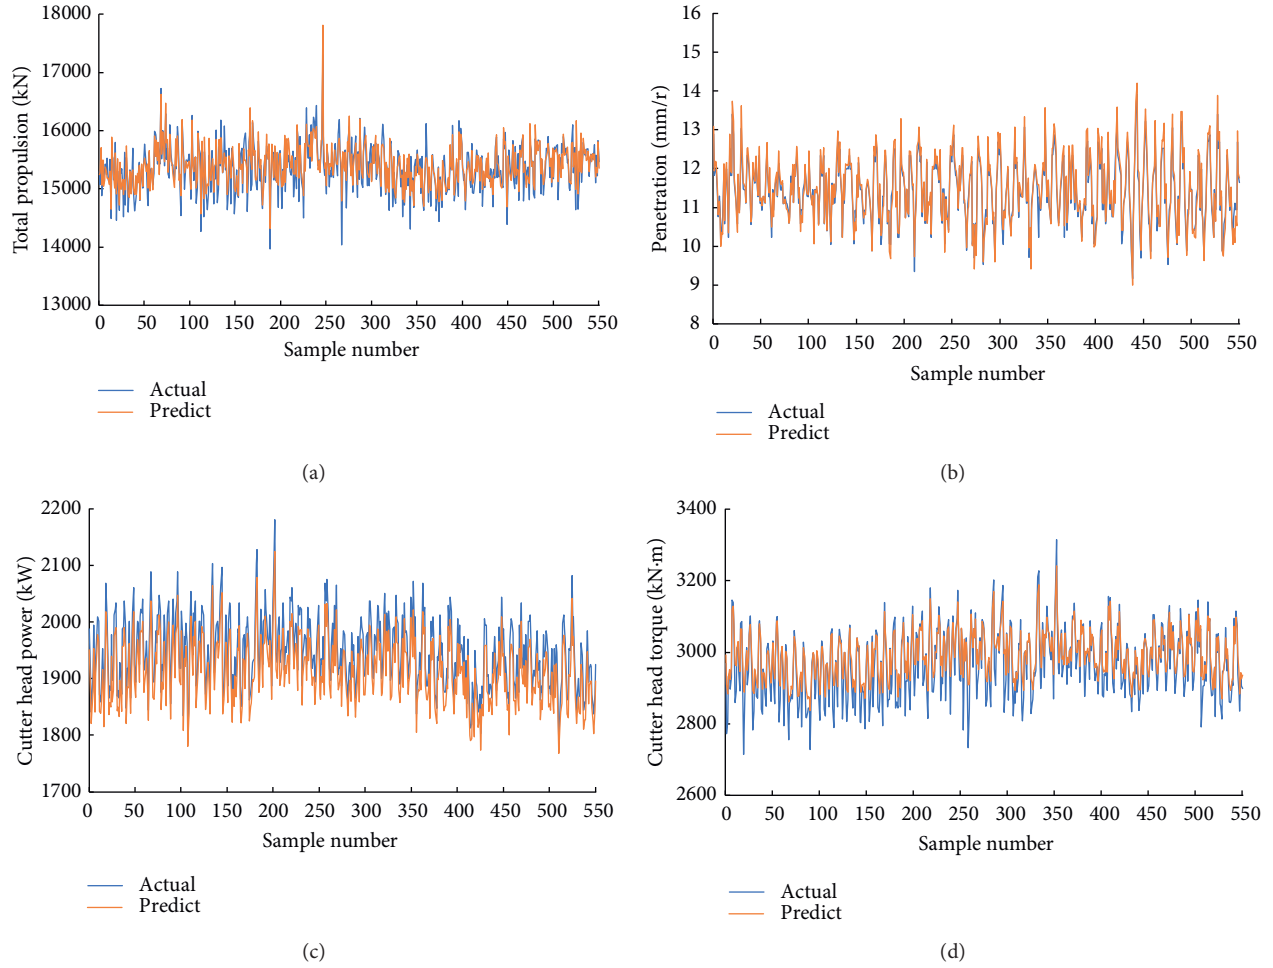 18000
17000
16000
15000
14000
13000
Total propulsion (kN)
0 50 100 150 200 250 300 350 400 450 500 550
Sample number
Actual
Predict
(a)
16
15
14
13
12
11
10
9
8
Penetration (mm/r)
0 50 100 150 200 250 300 350 400 450 500 550
Sample number
Actual
Predict
(b)
2200
2100
2000
1900
1800
1700
Cutter head power (kW)
0 50 100 150 200 250 300 350 400 450 500 550
Sample number
Actual
Predict
(c)
3400
3200
3000
2800
2600
Cutter head torque (kN·m)
0 50 100 150 200 250 300 350 400 450 500 550
Sample number
Actual
Predict
(d)